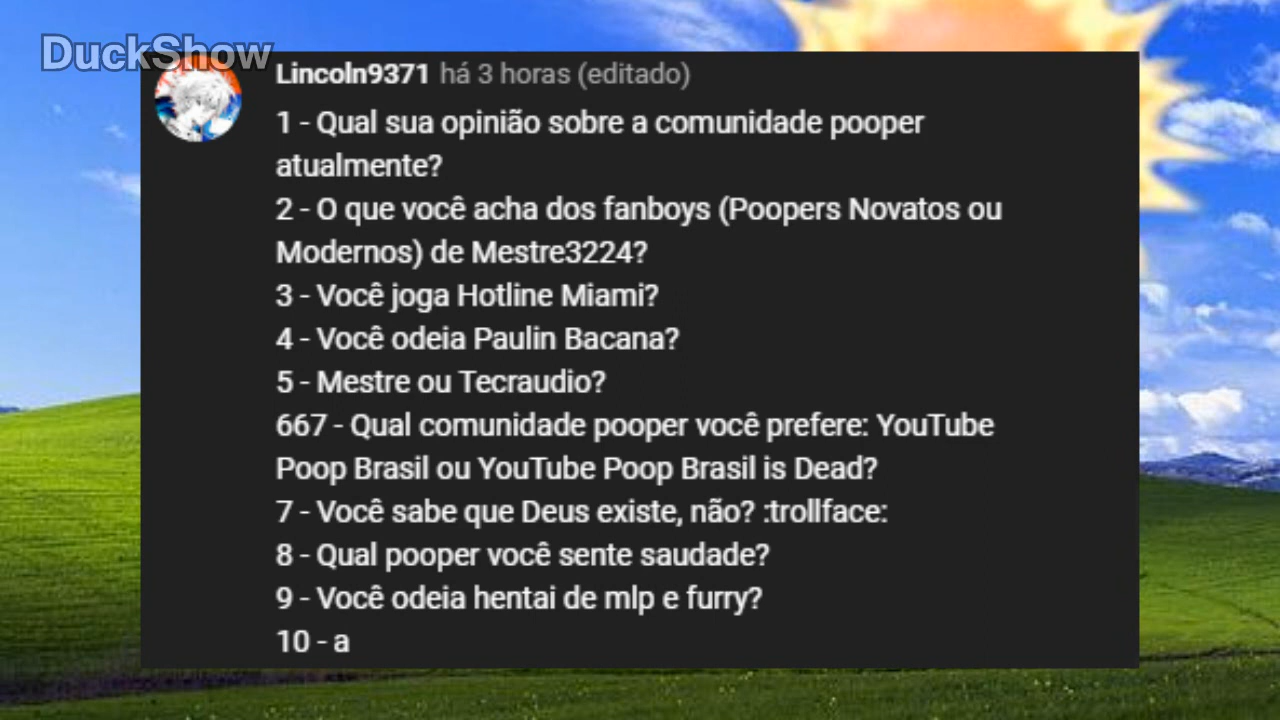 DuckShow
Lincoln9371 há 3 horas (editado)
1 - Qual sua opinião sobre a comunidade pooper
atualmente?
2 - O que você acha dos fanboys (Poopers Novatos ou
Modernos) de Mestre3224?
3 - Você joga Hotline Miami?
4 - Você odeia Paulin Bacana?
5 - Mestre ou Tecraudio?
667 - Qual comunidade pooper você prefere: YouTube
Poop Brasil ou YouTube Poop Brasil is Dead?
7 - Você sabe que Deus existe, não? :trollface:
8 - Qual pooper você sente saudade?
9 - Você odeia hentai de mlp e furry?
10 - a